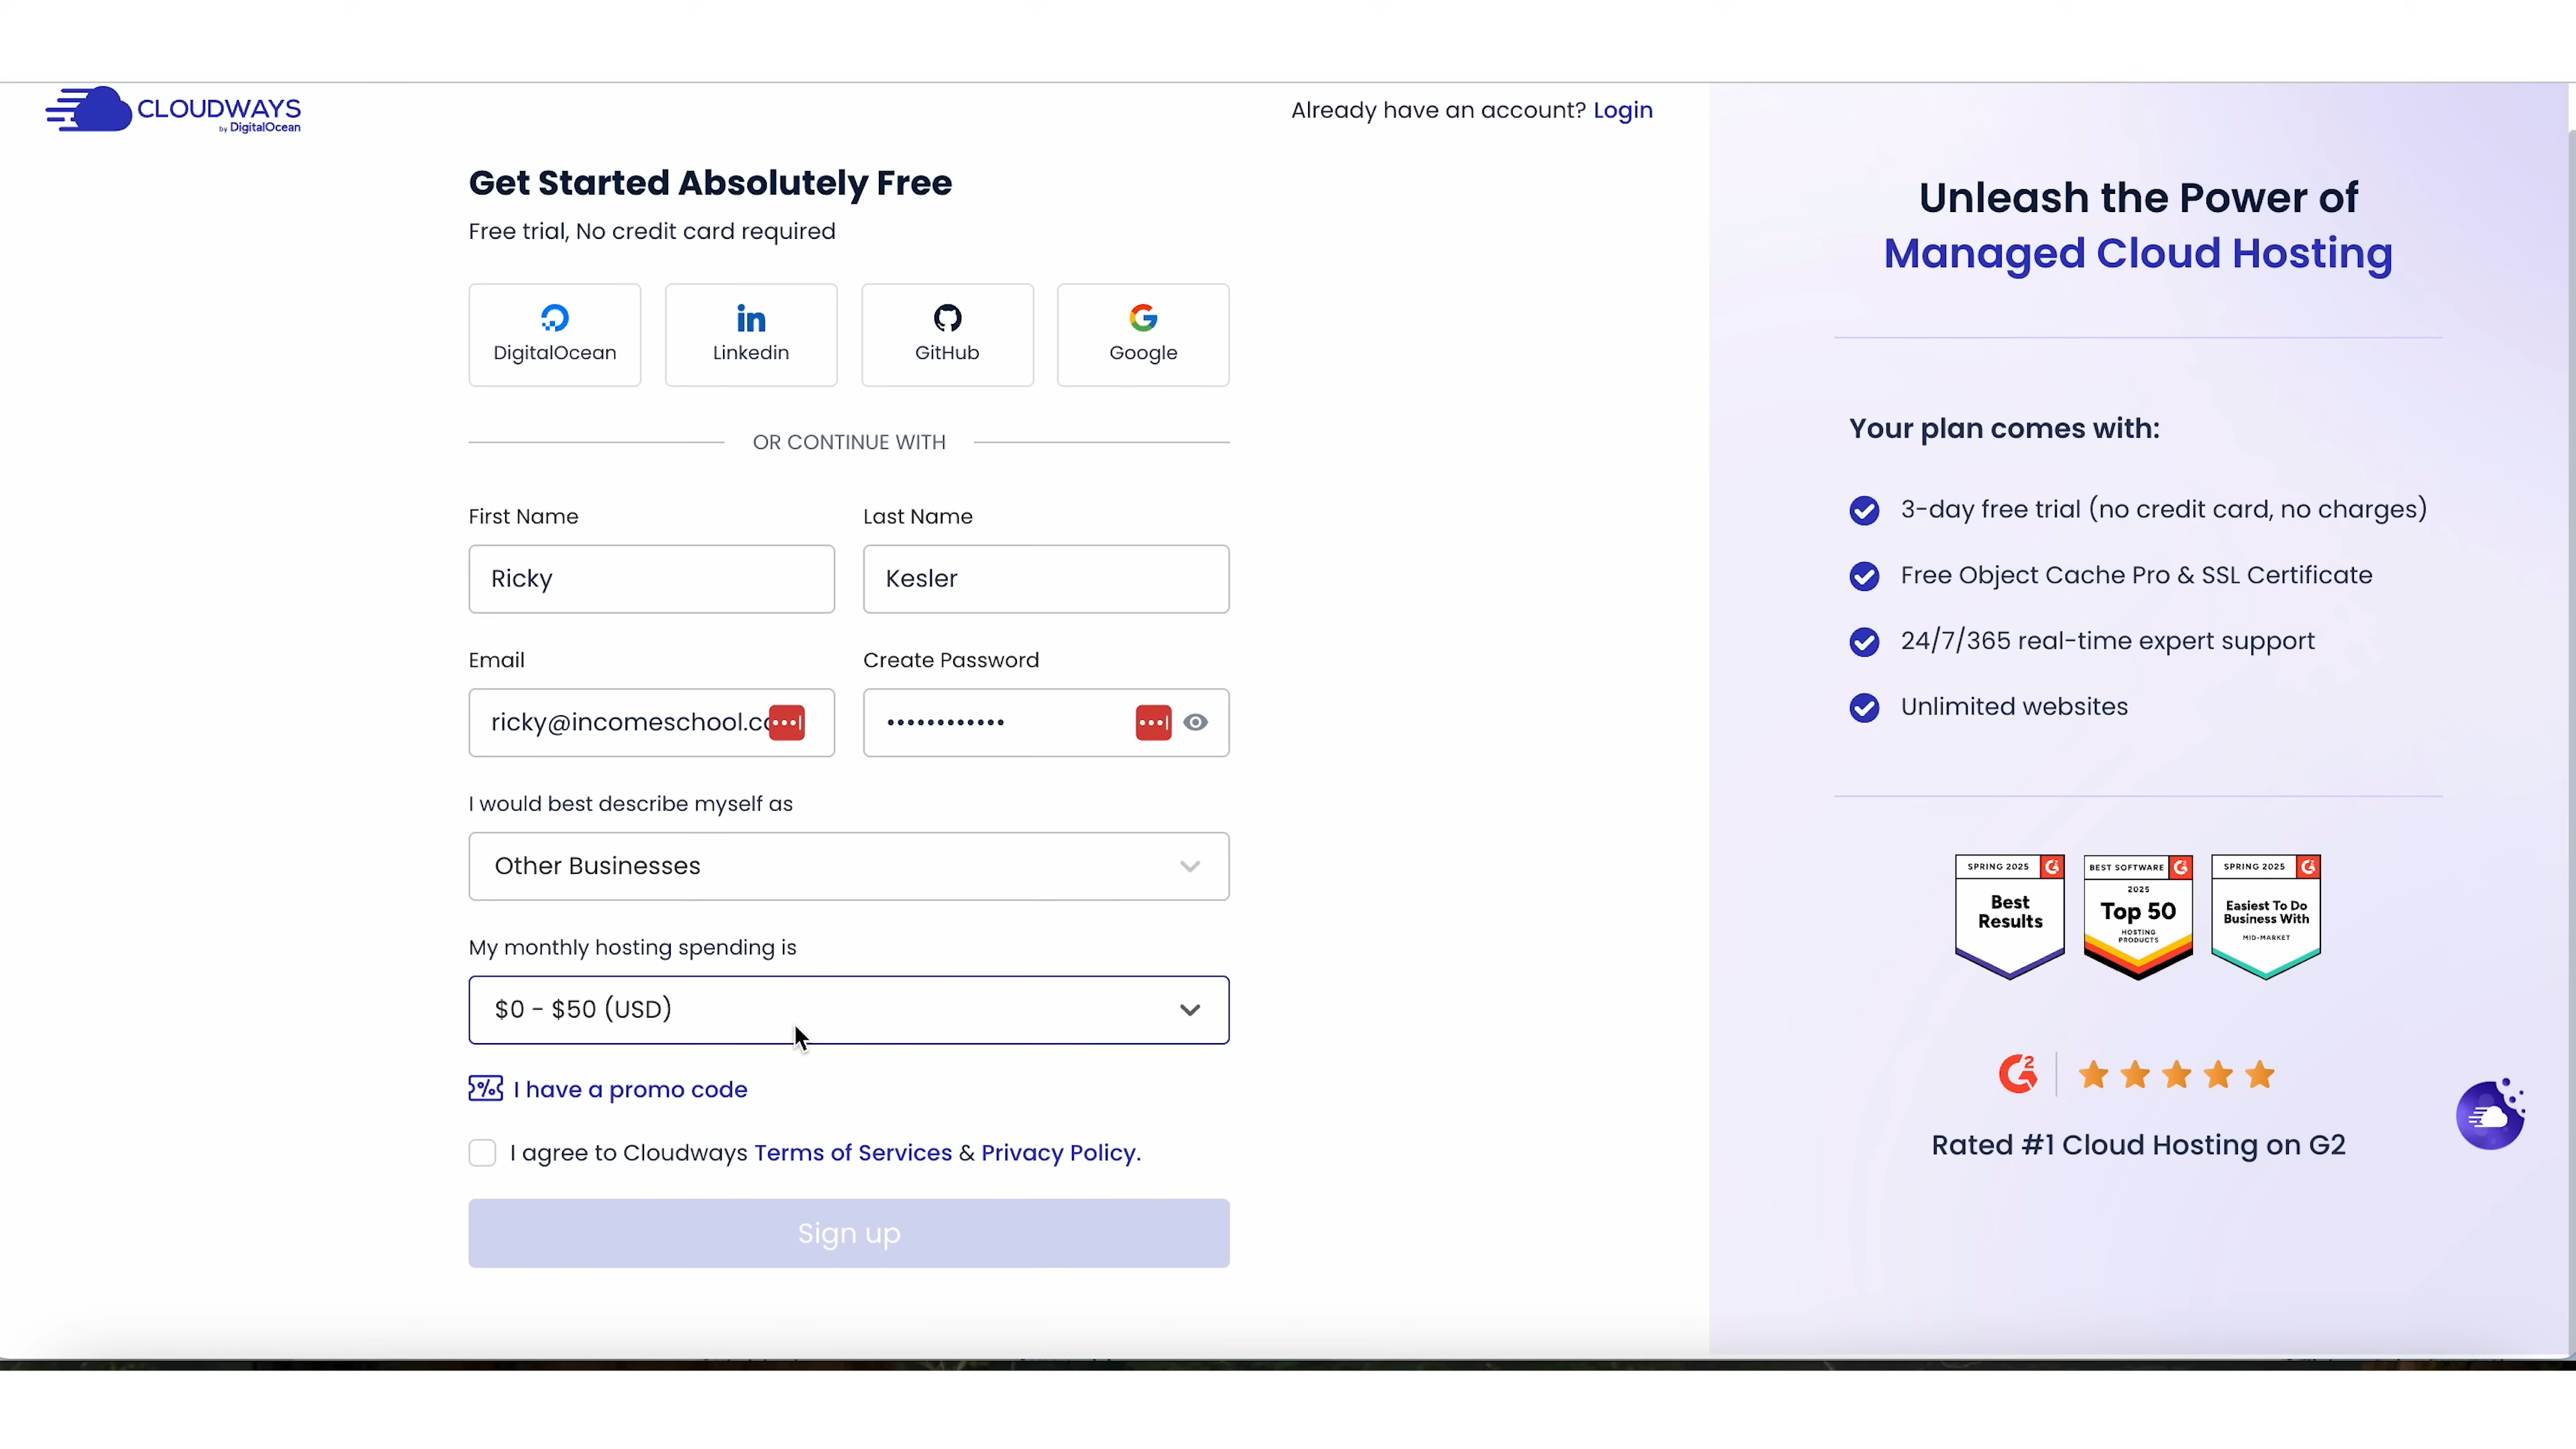 CLOUDWAYS
by DigitalOcean
Already have an account? Login
Get Started Absolutely Free
Free trial, No credit card required
DigitalOcean
Linkedin
GitHub
Google
OR CONTINUE WITH
First Name
Last Name
Ricky
Kesler
Email
Create Password
ricky@incomeschool.co
••••••••••••
I would best describe myself as
Other Businesses
My monthly hosting spending is
$0 - $50 (USD)
I have a promo code
I agree to Cloudways Terms of Services & Privacy Policy.
Sign up
Unleash the Power of
Managed Cloud Hosting
Your plan comes with:
3-day free trial (no credit card, no charges)
Free Object Cache Pro & SSL Certificate
24/7/365 real-time expert support
Unlimited websites
SPRING 2025
Best
Results
BEST SOFTWARE
2025
Top 50
HOSTING
PRODUCTS
SPRING 2025
Easiest To Do
Business With
MID-MARKET
G2
Rated #1 Cloud Hosting on G2